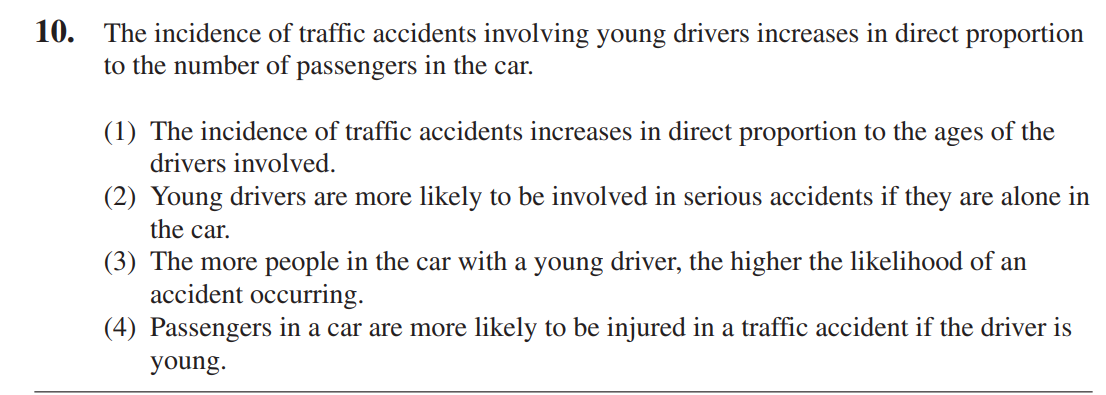 10. The incidence of traffic accidents involving young drivers increases in direct proportion
to the number of passengers in the car.
(1) The incidence of traffic accidents increases in direct proportion to the ages of the
drivers involved.
(2) Young drivers are more likely to be involved in serious accidents if they are alone in
the car.
(3) The more people in the car with a young driver, the higher the likelihood of an
accident occurring.
(4) Passengers in a car are more likely to be injured in a traffic accident if the driver is
young.